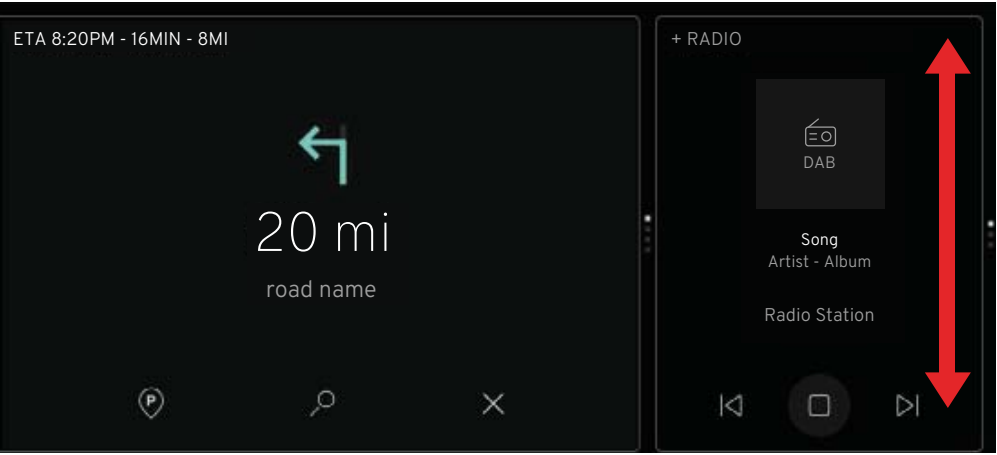 ETA 8:20PM - 16MIN - 8MI
20 mi
road name
P
+ RADIO
DAB
Song
Artist - Album
Radio Station